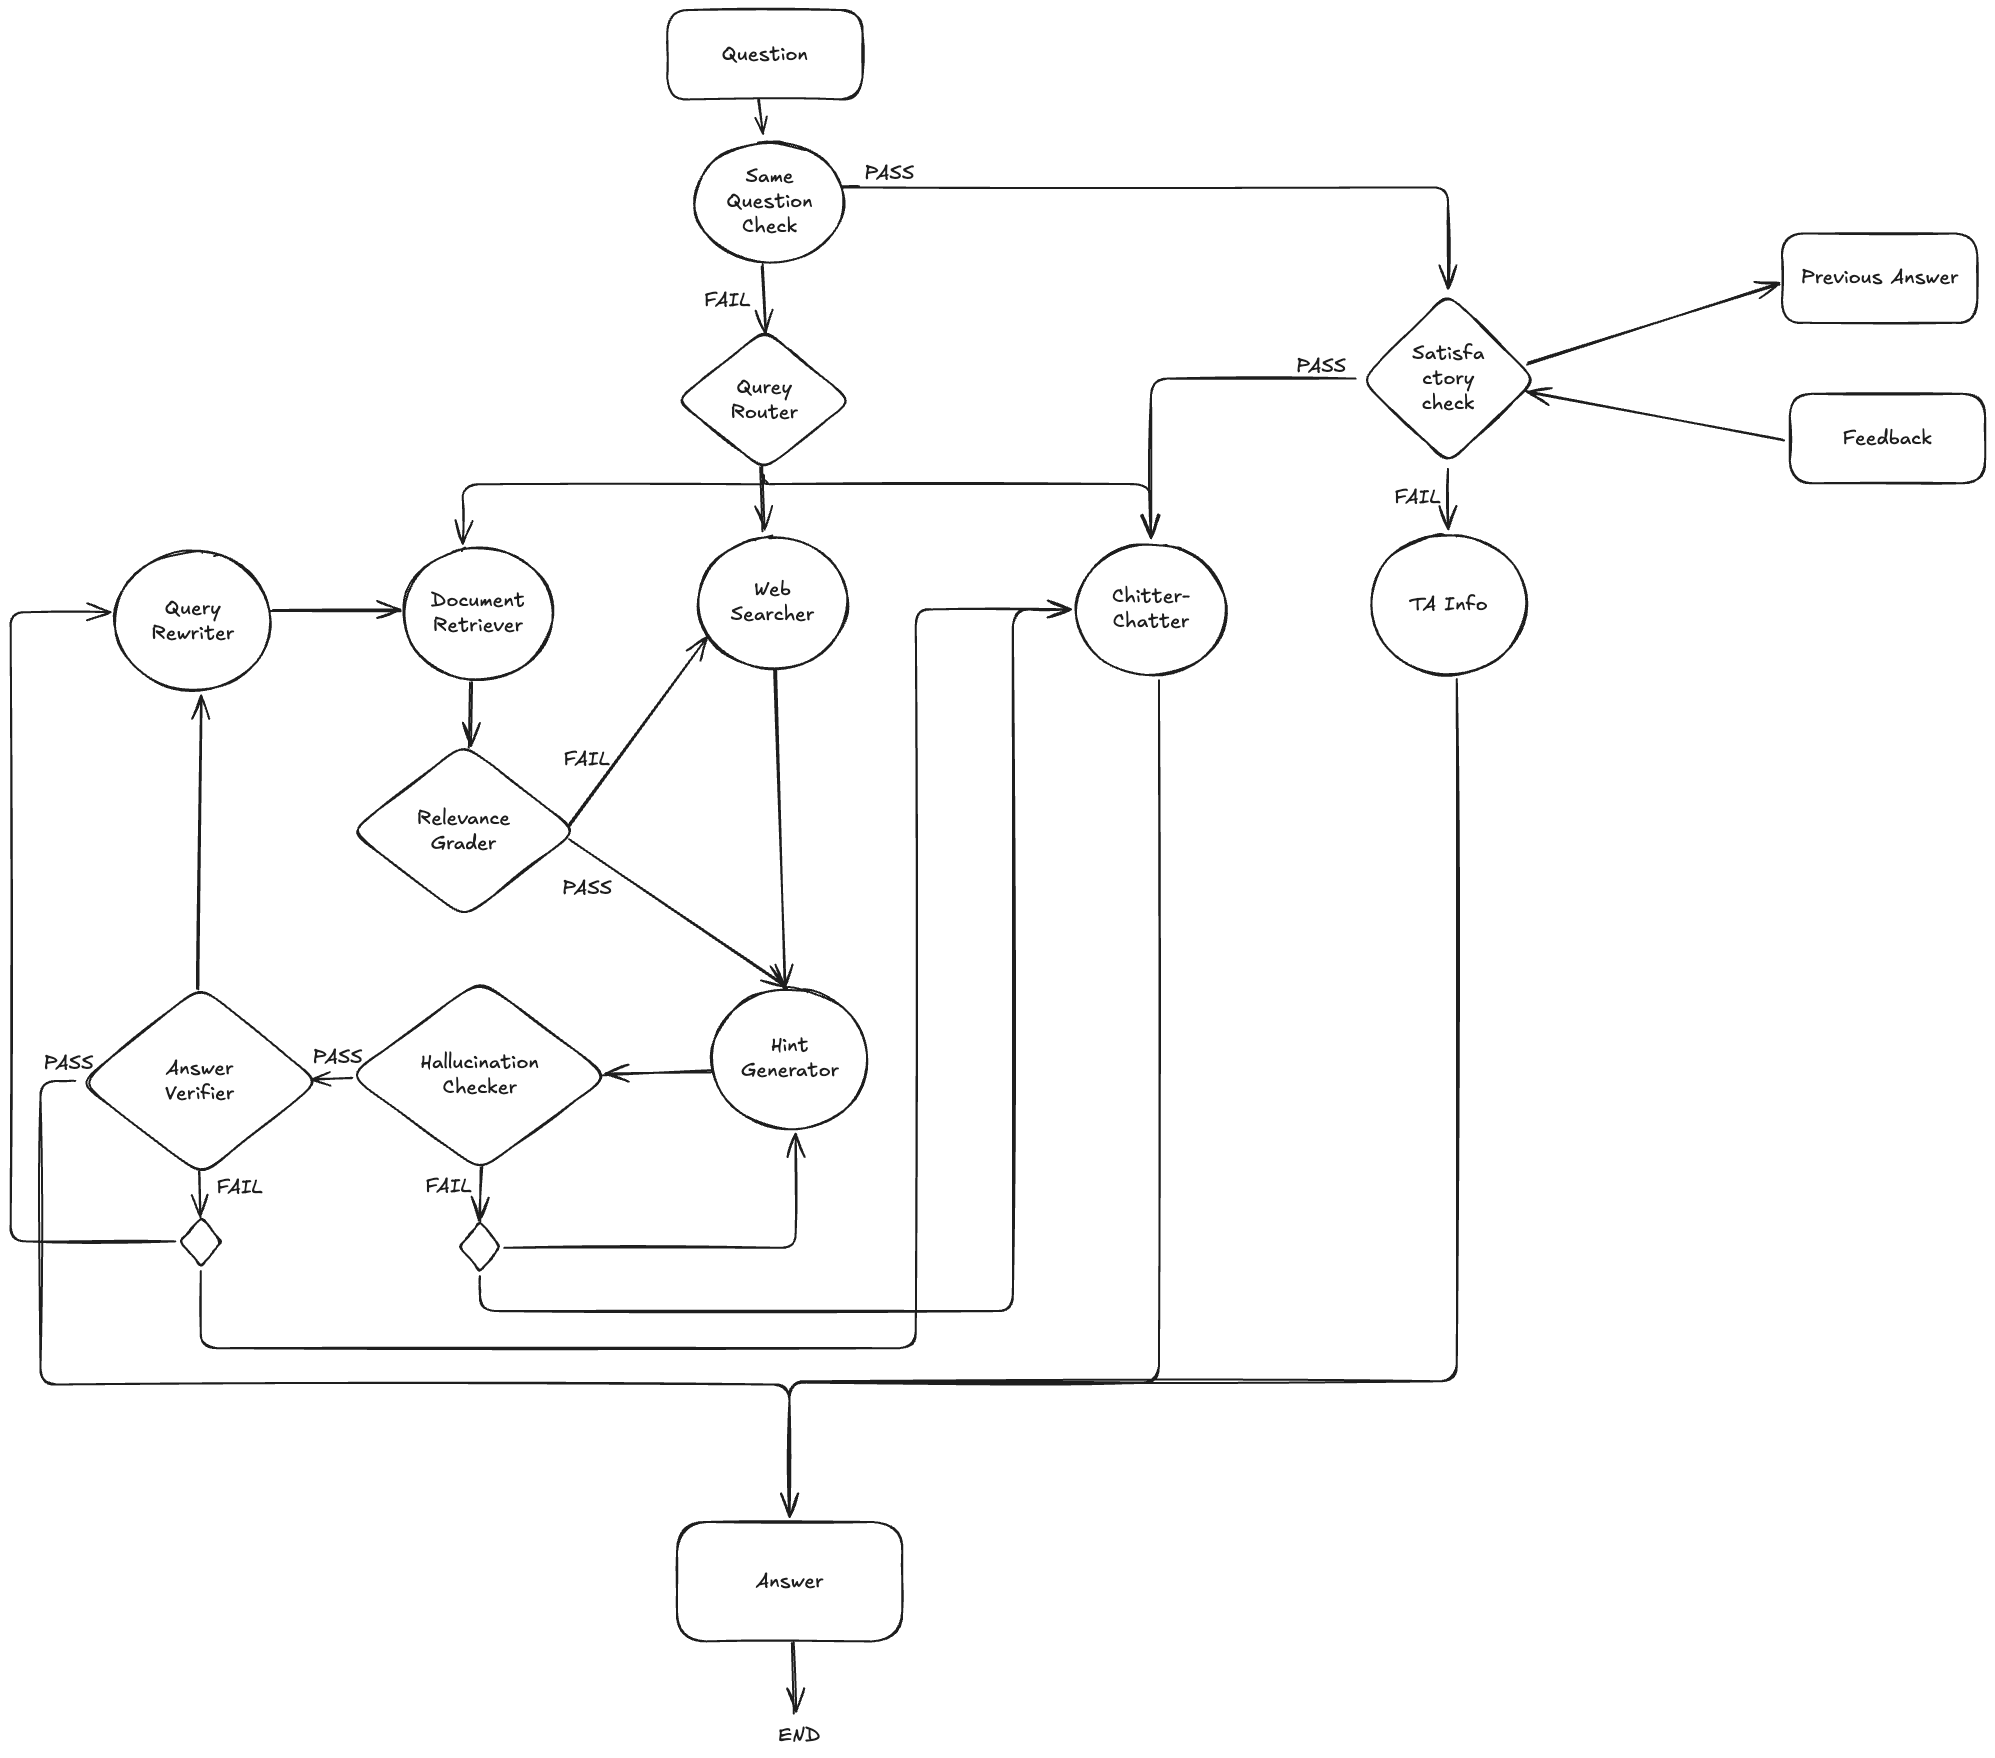 Question
Same
Question
Check
PASS
FAIL
Previous Answer
Qurey
Router
PASS
Satisfa
ctory
check
Feedback
FAIL
Query
Rewriter
Document
Retriever
Web
Searcher
Chitter-
Chatter
TA Info
FAIL
Relevance
Grader
PASS
PASS
Answer
Verifier
PASS
Hallucination
Checker
Hint
Generator
FAIL
FAIL
Answer
END